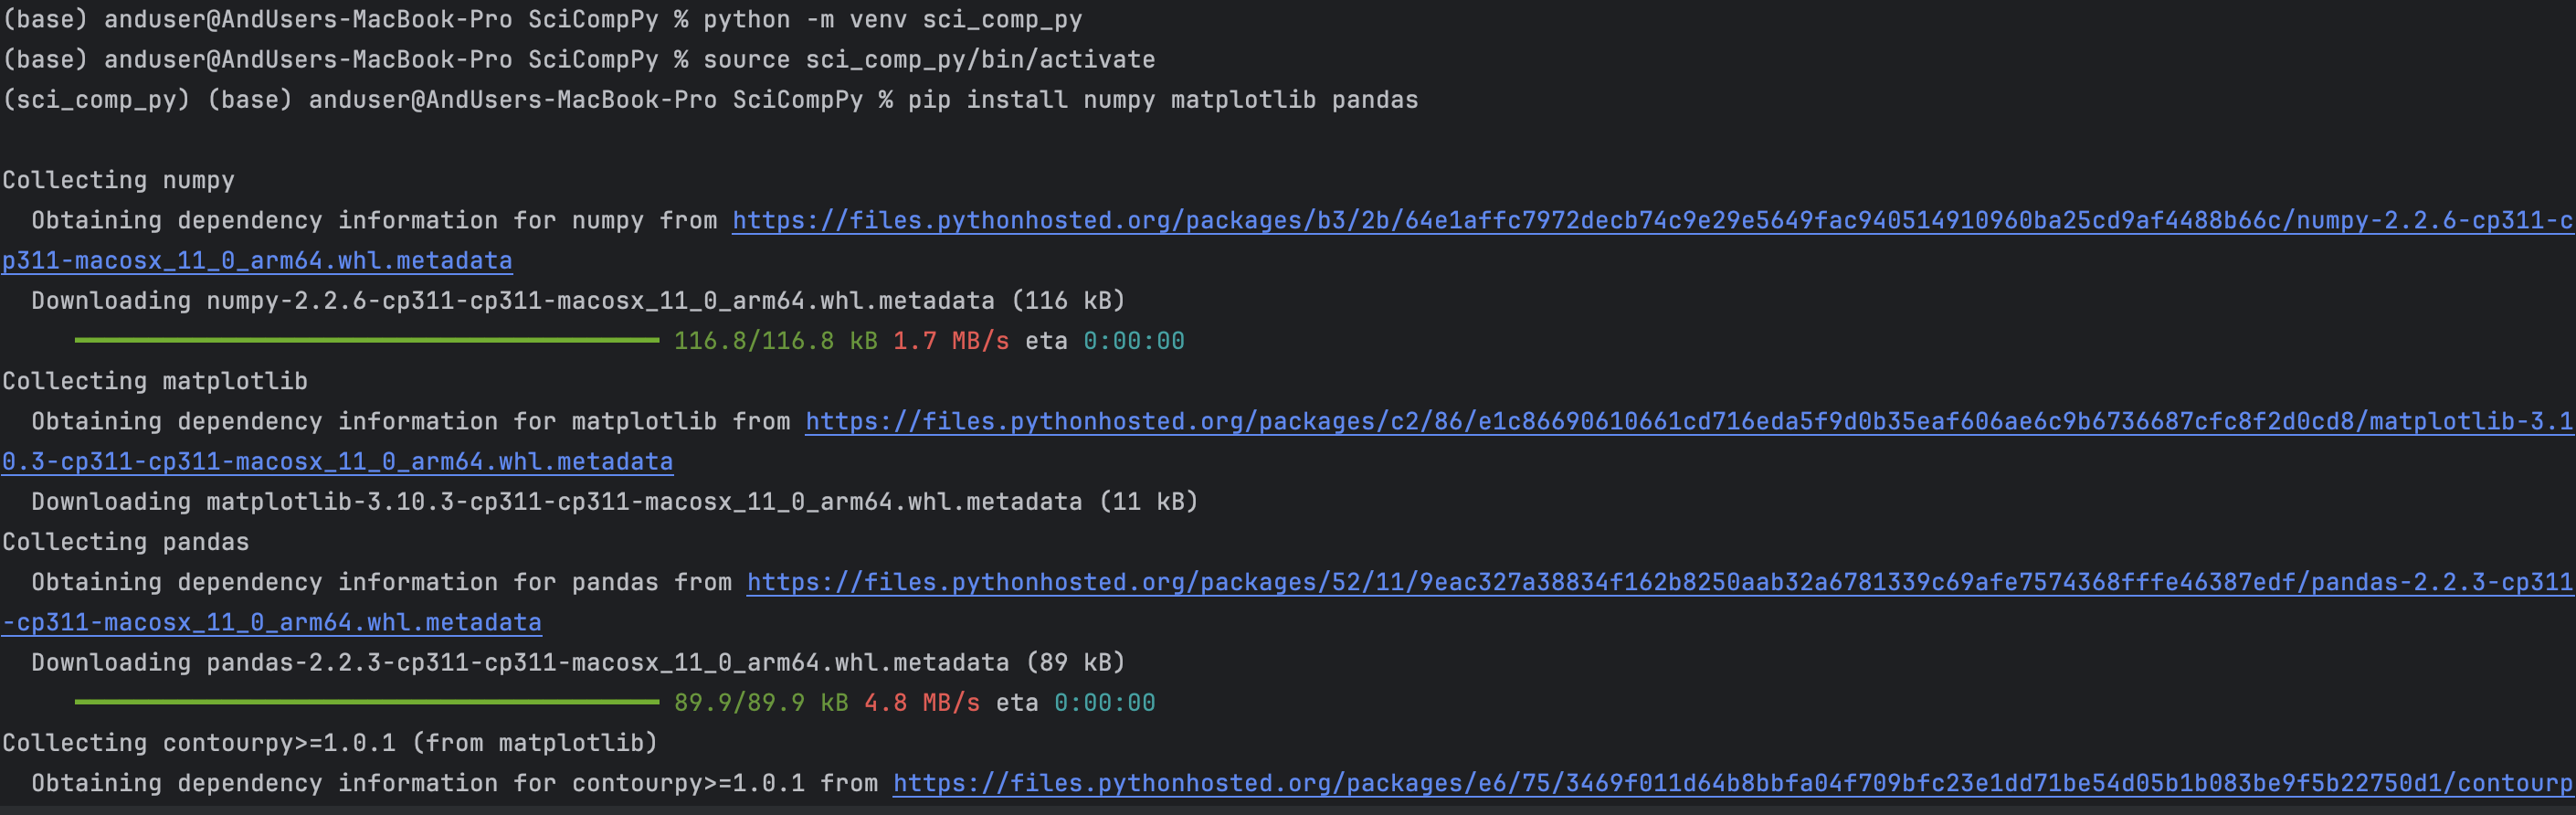 (base) anduser@AndUsers-MacBook-Pro SciCompPy % python -m venv sci_comp_py
(base) anduser@AndUsers-MacBook-Pro SciCompPy % source sci_comp_py/bin/activate
(sci_comp_py) (base) anduser@AndUsers-MacBook-Pro SciCompPy % pip install numpy matplotlib pandas
Collecting numpy
  Obtaining dependency information for numpy from https://files.pythonhosted.org/packages/b3/2b/64e1affc7972decb74c9e29e5649fac940514910960ba25cd9af4488b66c/numpy-2.2.6-cp311-c
p311-macosx_11_0_arm64.whl.metadata
  Downloading numpy-2.2.6-cp311-cp311-macosx_11_0_arm64.whl.metadata (116 kB)
116.8/116.8 kB 1.7 MB/s eta 0:00:00
Collecting matplotlib
  Obtaining dependency information for matplotlib from https://files.pythonhosted.org/packages/c2/86/e1c86690610661cd716eda5f9d0b35eaf606ae6c9b6736687cfc8f2d0cd8/matplotlib-3.1
0.3-cp311-cp311-macosx_11_0_arm64.whl.metadata
  Downloading matplotlib-3.10.3-cp311-cp311-macosx_11_0_arm64.whl.metadata (11 kB)
Collecting pandas
  Obtaining dependency information for pandas from https://files.pythonhosted.org/packages/52/11/9eac327a38834f162b8250aab32a6781339c69afe7574368fffe46387edf/pandas-2.2.3-cp311
-cp311-macosx_11_0_arm64.whl.metadata
  Downloading pandas-2.2.3-cp311-cp311-macosx_11_0_arm64.whl.metadata (89 kB)
89.9/89.9 kB 4.8 MB/s eta 0:00:00
Collecting contourpy>=1.0.1 (from matplotlib)
  Obtaining dependency information for contourpy>=1.0.1 from https://files.pythonhosted.org/packages/e6/75/3469f011d64b8bbfa04f709bfc23e1dd71be54d05b1b083be9f5b22750d1/contourp